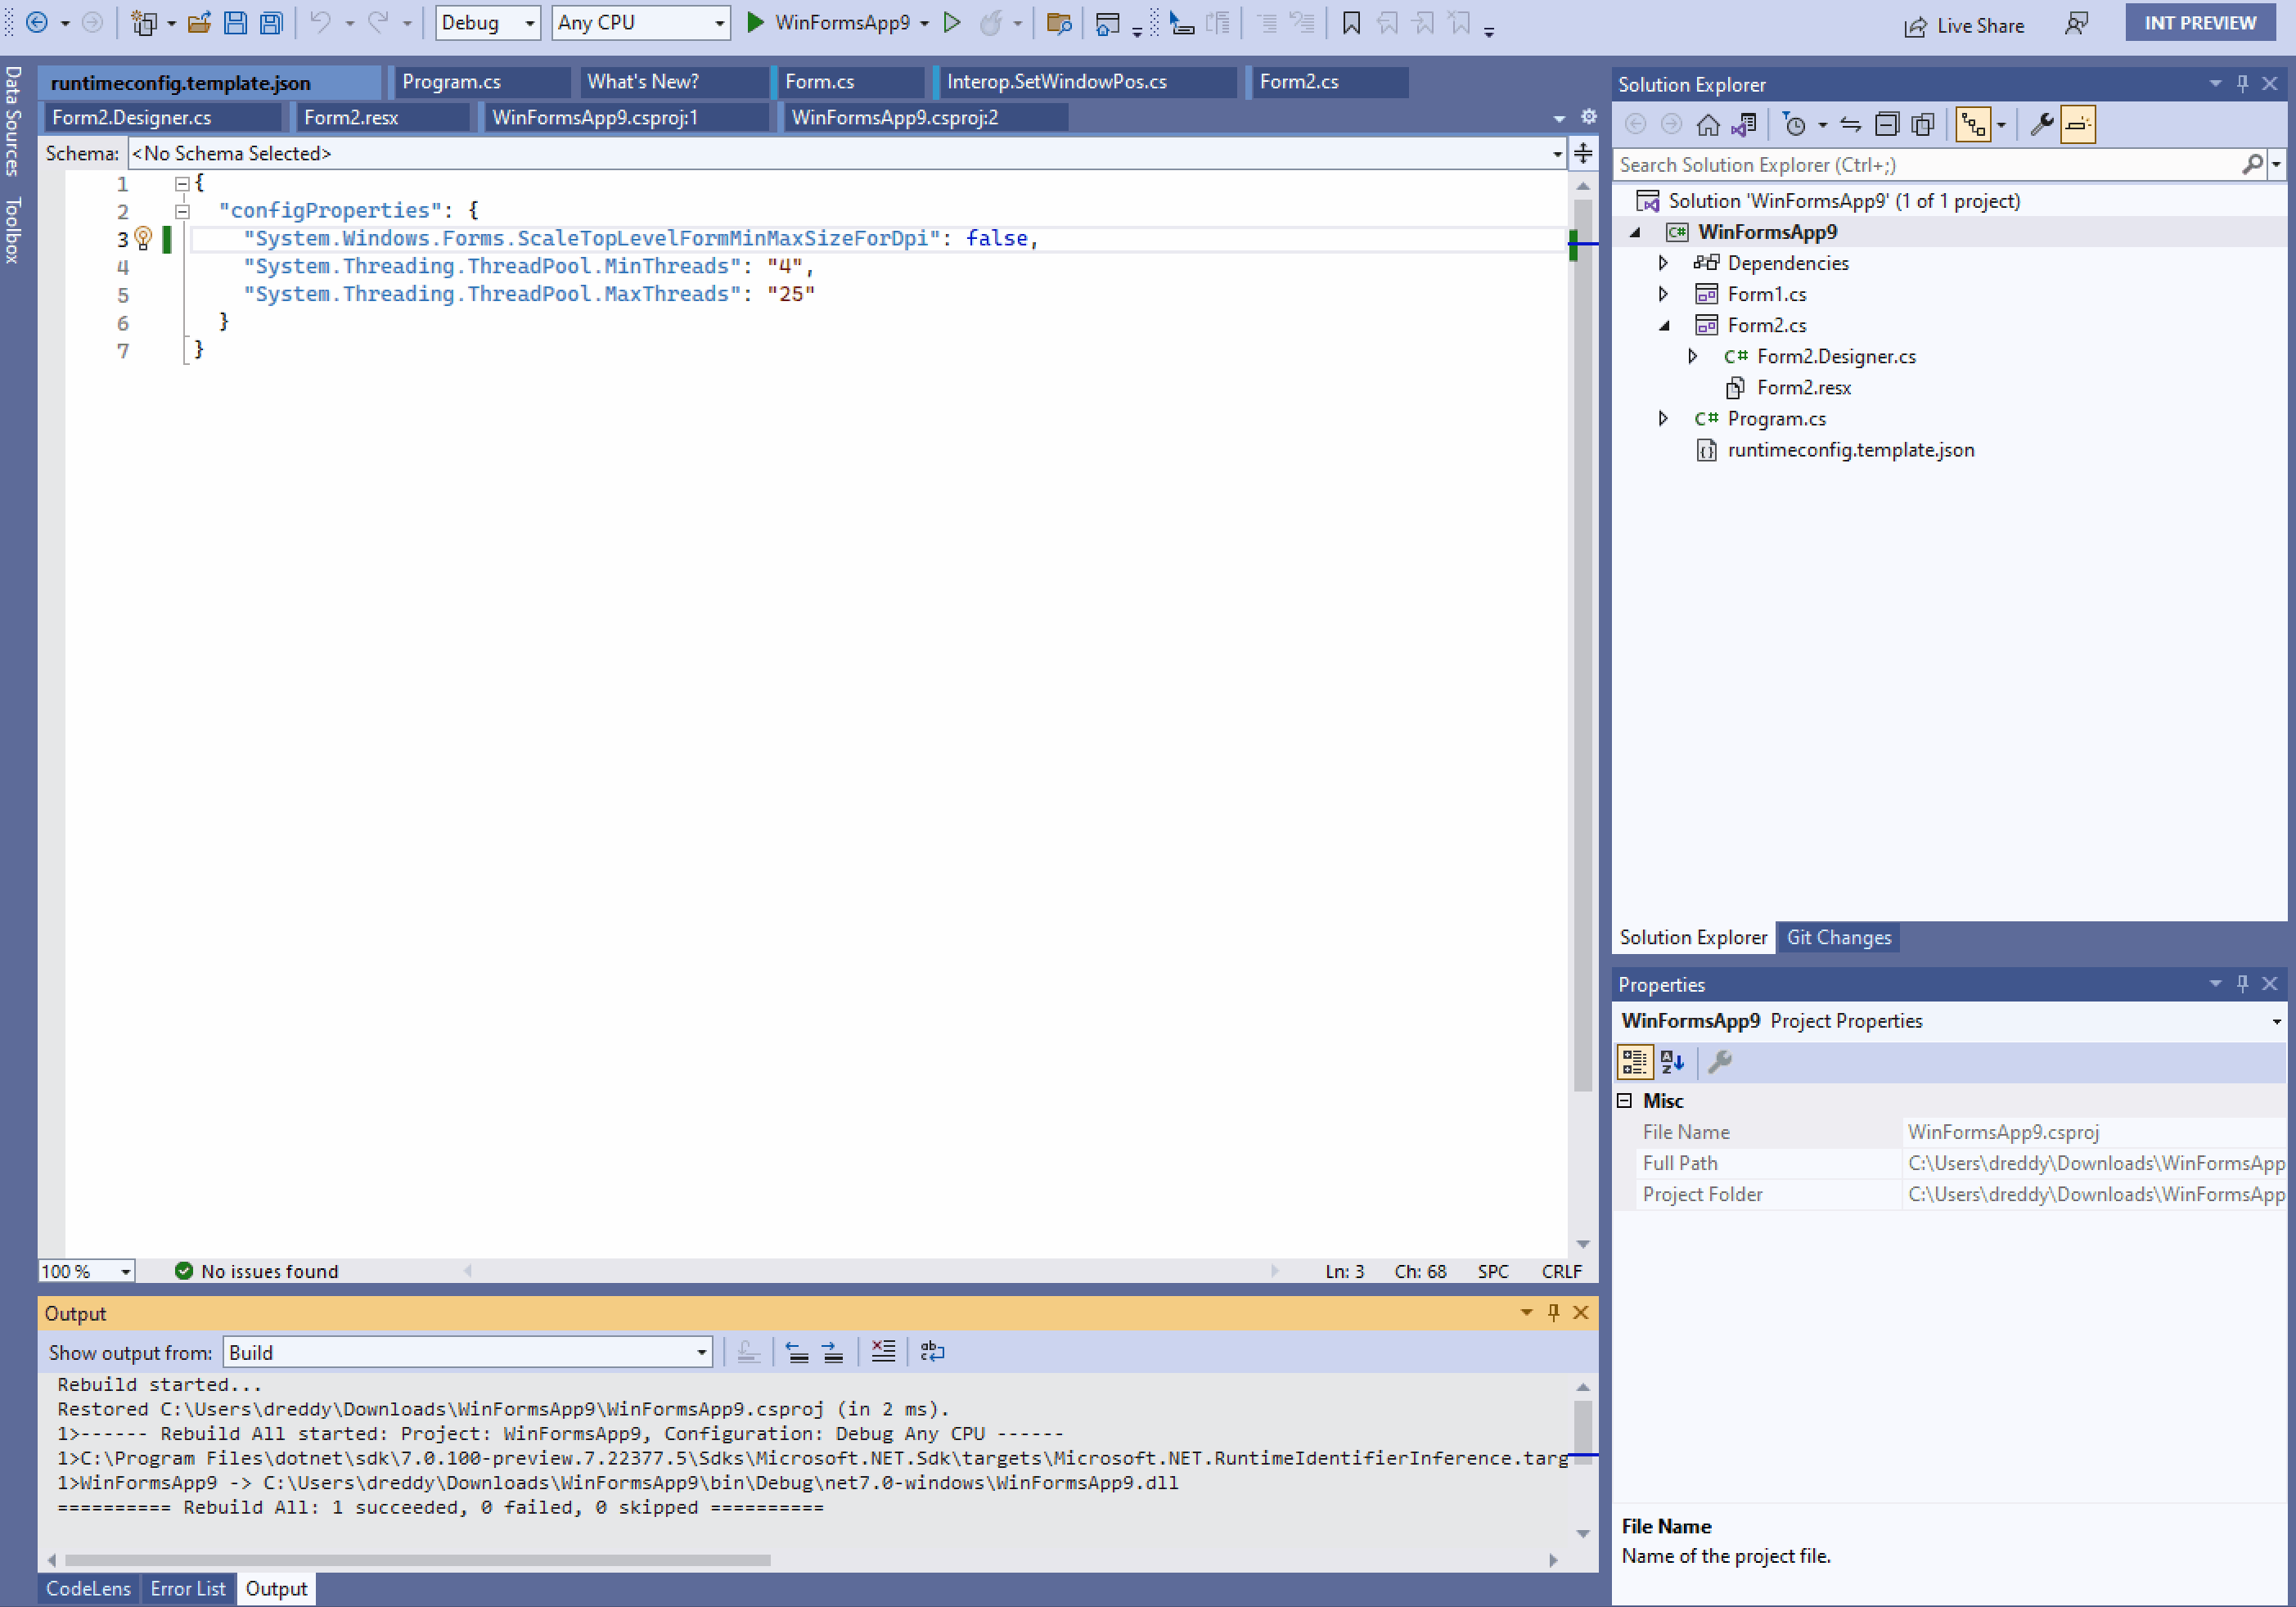 Debug
Any CPU
WinFormsApp9
Live Share
INT PREVIEW
Data Sources
Toolbox
runtimeconfig.template.json
Program.cs
What's New?
Form.cs
Interop.SetWindowPos.cs
Form2.cs
Form2.Designer.cs
Form2.resx
WinFormsApp9.csproj:1
WinFormsApp9.csproj:2
Schema: <No Schema Selected>
1 {
2 "configProperties": {
3 "System.Windows.Forms.ScaleTopLevelFormMinMaxSizeForDpi": false,
4 "System.Threading.ThreadPool.MinThreads": "4",
5 "System.Threading.ThreadPool.MaxThreads": "25"
6 }
7 }
100 %
No issues found
Ln: 3 Ch: 68 SPC CRLF
Output
Show output from: Build
Rebuild started...
Restored C:\Users\dreddy\Downloads\WinFormsApp9\WinFormsApp9.csproj (in 2 ms).
1>------ Rebuild All started: Project: WinFormsApp9, Configuration: Debug Any CPU ------
1>C:\Program Files\dotnet\sdk\7.0.100-preview.7.22377.5\Sdks\Microsoft.NET.Sdk\targets\Microsoft.NET.RuntimeIdentifierInference.targ
1>WinFormsApp9 -> C:\Users\dreddy\Downloads\WinFormsApp9\bin\Debug\net7.0-windows\WinFormsApp9.dll
========== Rebuild All: 1 succeeded, 0 failed, 0 skipped ==========
CodeLens
Error List
Output
Solution Explorer
Search Solution Explorer (Ctrl+;)
Solution 'WinFormsApp9' (1 of 1 project)
C# WinFormsApp9
Dependencies
Form1.cs
Form2.cs
C# Form2.Designer.cs
Form2.resx
C# Program.cs
runtimeconfig.template.json
Solution Explorer
Git Changes
Properties
WinFormsApp9 Project Properties
Misc
File Name WinFormsApp9.csproj
Full Path C:\Users\dreddy\Downloads\WinFormsApp
Project Folder C:\Users\dreddy\Downloads\WinFormsApp
File Name
Name of the project file.